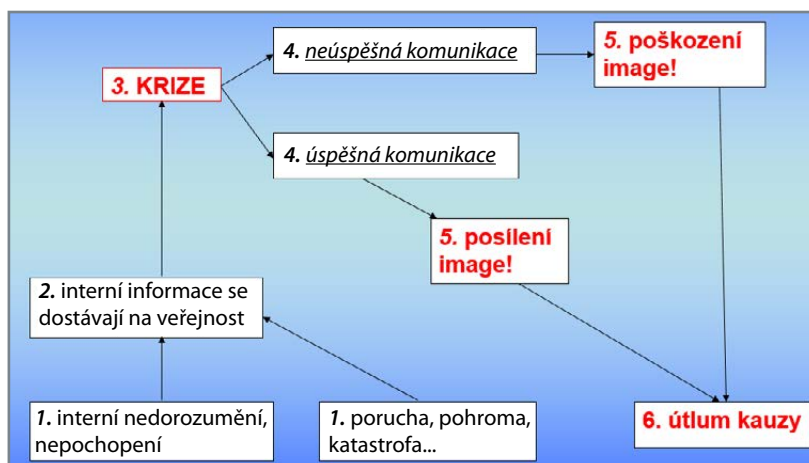 4. neúspěšná komunikace
5. poškození
image!
3. KRIZE
4. úspěšná komunikace
5. posílení
image!
2. interní informace se
dostávají na veřejnost
1. interní nedorozumění,
nepochopení
1. porucha, pohroma,
katastrofa...
6. útlum kauzy